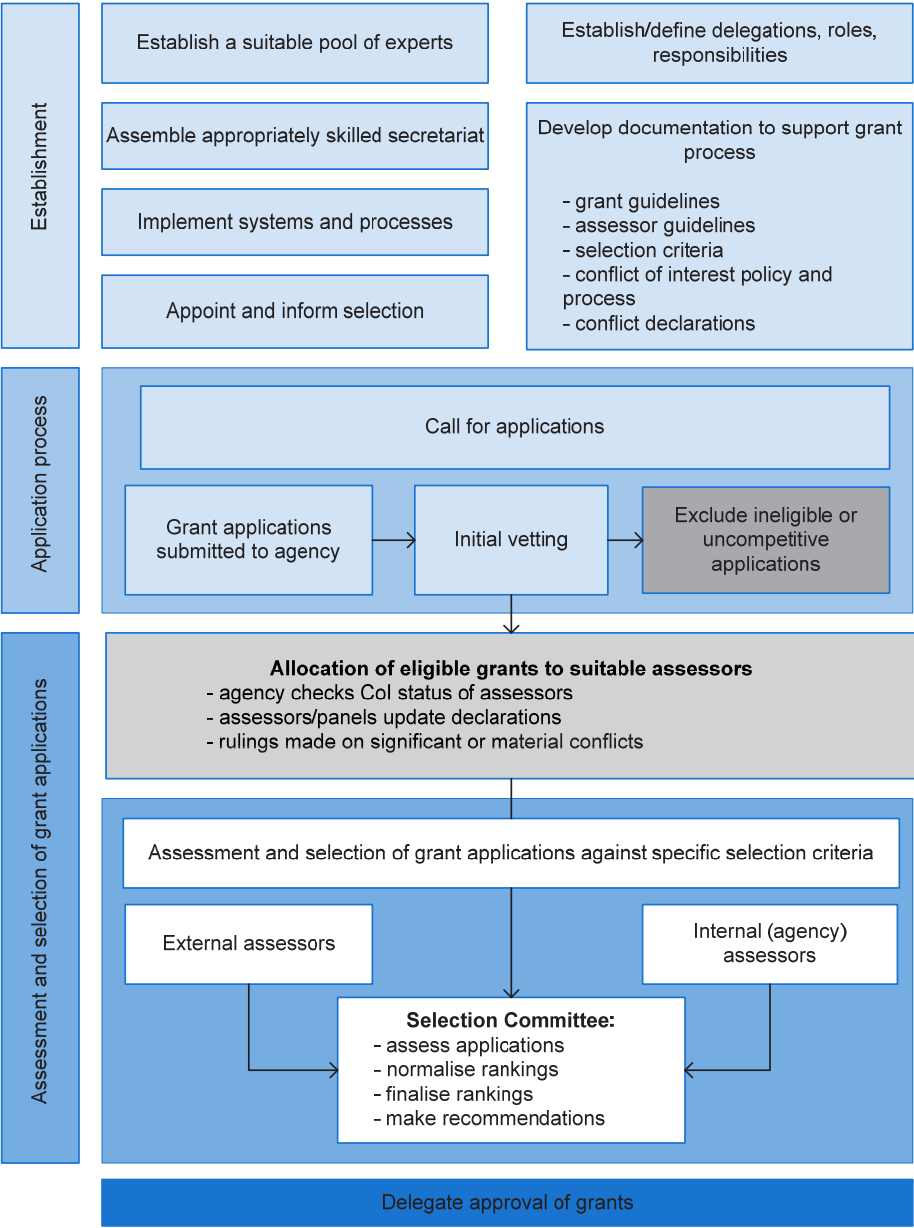 Establishment
Establish a suitable pool of experts
Assemble appropriately skilled secretariat
Implement systems and processes
Appoint and inform selection
Establish/define delegations, roles,
responsibilities
Develop documentation to support grant
process
- grant guidelines
- assessor guidelines
- selection criteria
- conflict of interest policy and
process
- conflict declarations
Application process
Call for applications
Grant applications
submitted to agency
Initial vetting
Exclude ineligible or
uncompetitive
applications
Assessment and selection of grant applications
Allocation of eligible grants to suitable assessors
- agency checks CoI status of assessors
- assessors/panels update declarations
- rulings made on significant or material conflicts
Assessment and selection of grant applications against specific selection criteria
External assessors
Internal (agency)
assessors
Selection Committee:
- assess applications
- normalise rankings
- finalise rankings
- make recommendations
Delegate approval of grants